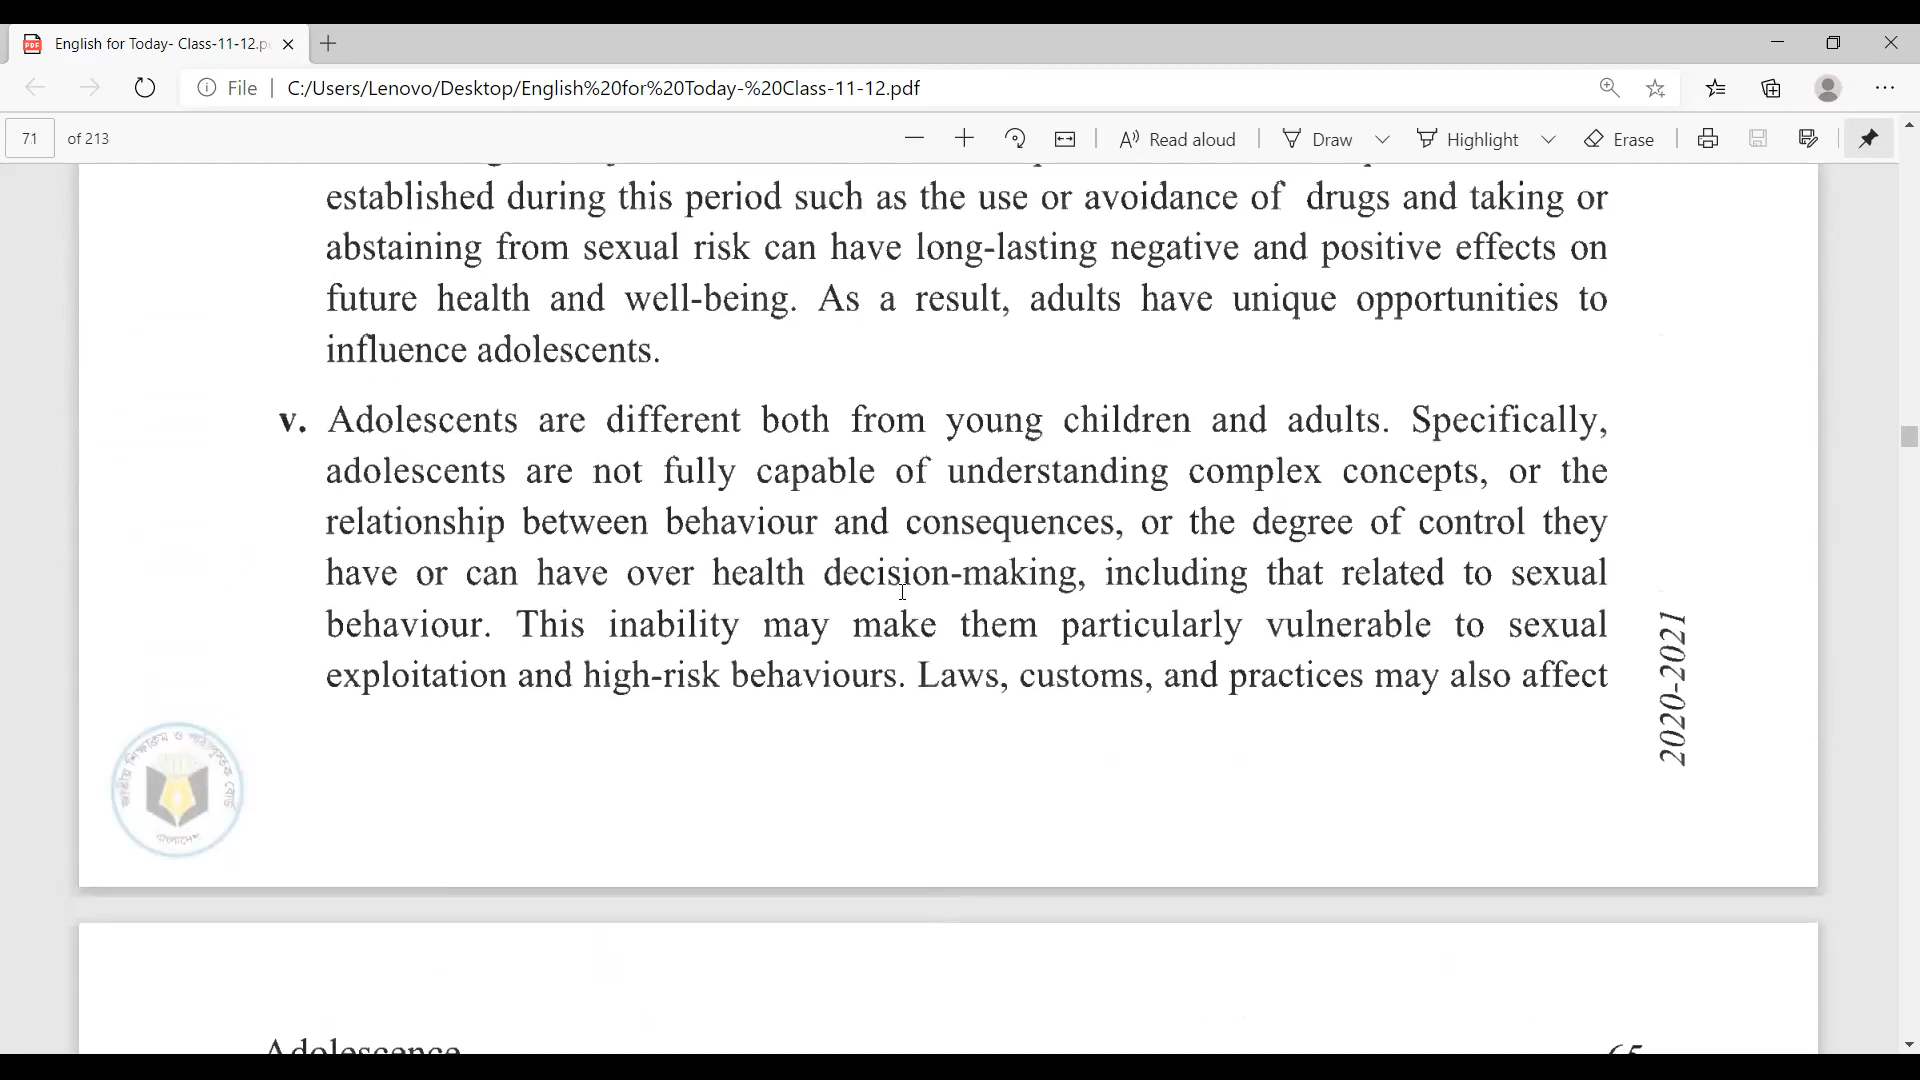 English for Today- Class-11-12.p
File
C:/Users/Lenovo/Desktop/English%20for%20Today-%20Class-11-12.pdf
71 of 213
Read aloud
Draw
Highlight
Erase
established during this period such as the use or avoidance of drugs and taking or
abstaining from sexual risk can have long-lasting negative and positive effects on
future health and well-being. As a result, adults have unique opportunities to
influence adolescents.
v. Adolescents are different both from young children and adults. Specifically,
adolescents are not fully capable of understanding complex concepts, or the
relationship between behaviour and consequences, or the degree of control they
have or can have over health decision-making, including that related to sexual
behaviour. This inability may make them particularly vulnerable to sexual
exploitation and high-risk behaviours. Laws, customs, and practices may also affect
2020-2021
জাতীয় শিক্ষাক্রম ও পাঠ্যপুস্তক বোর্ড
বাংলাদেশ
Adolescence
65